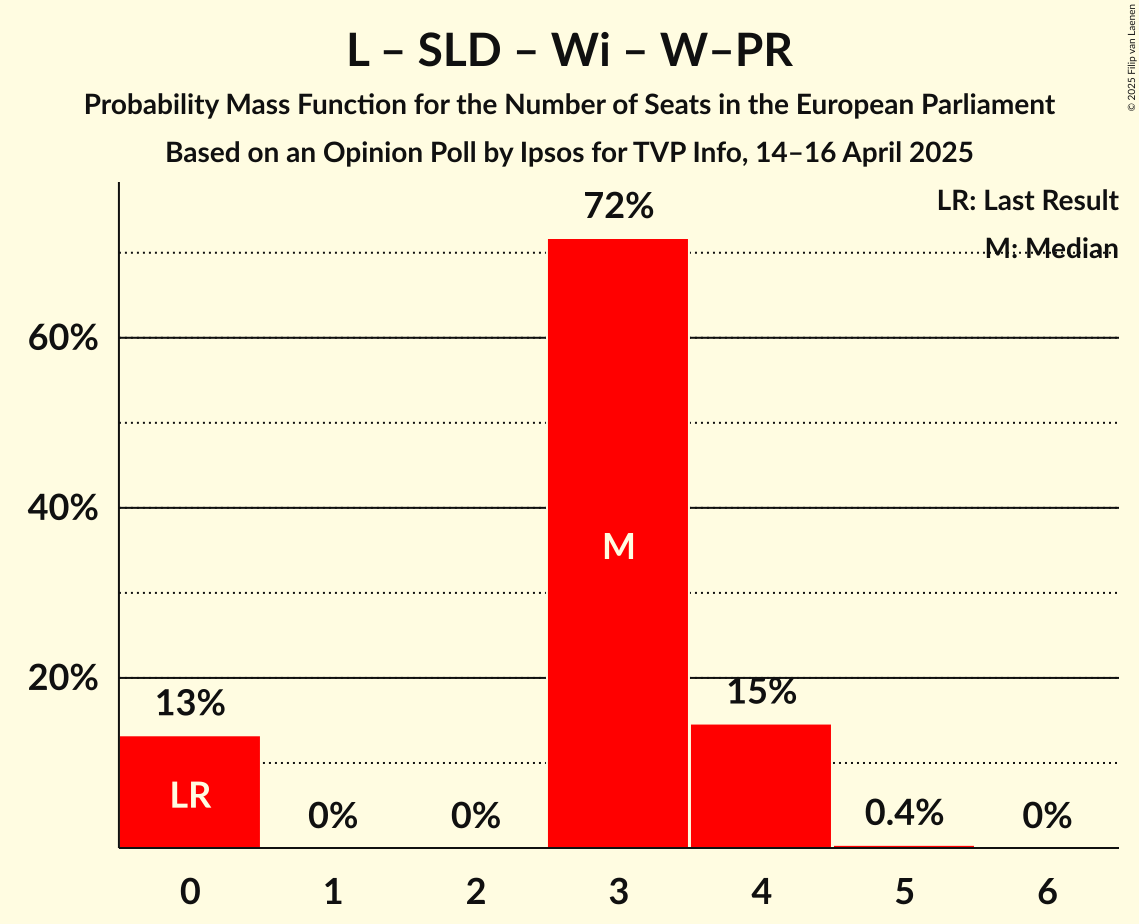 L – SLD – Wi – W–PR
Probability Mass Function for the Number of Seats in the European Parliament
Based on an Opinion Poll by Ipsos for TVP Info, 14–16 April 2025
© 2025 Filip van Laenen
LR: Last Result
M: Median
72%
60%
40%
M
20%
13%
15%
LR
0%
0%
0.4%
0%
0
1
2
3
4
5
6